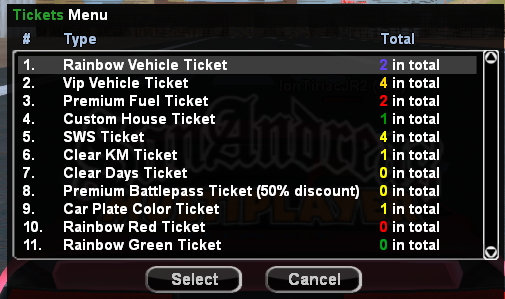 Tickets Menu
# Type Total
1. Rainbow Vehicle Ticket 2 in total
2. Vip Vehicle Ticket 4 in total
3. Premium Fuel Ticket 2 in total
4. Custom House Ticket 1 in total
5. SWS Ticket 4 in total
6. Clear KM Ticket 1 in total
7. Clear Days Ticket 0 in total
8. Premium Battlepass Ticket (50% discount) 0 in total
9. Car Plate Color Ticket 1 in total
10. Rainbow Red Ticket 0 in total
11. Rainbow Green Ticket 0 in total
Select Cancel